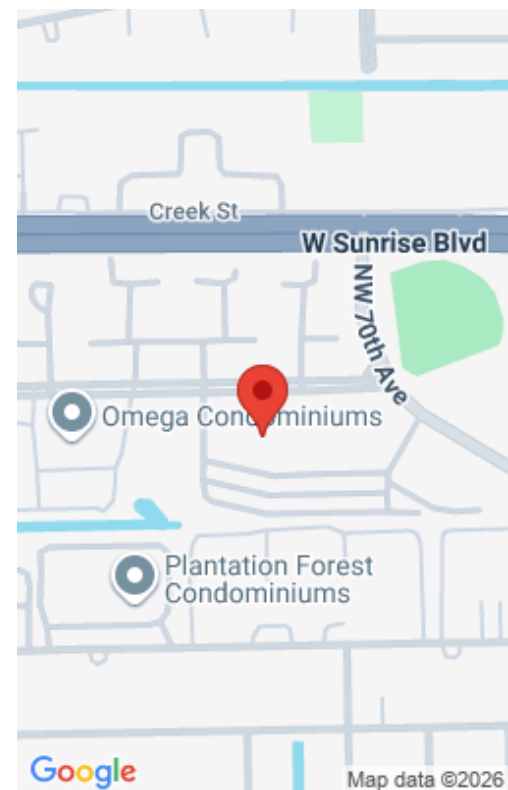 Creek St
W Sunrise Blvd
NW 70th Ave
Omega Condominiums
Plantation Forest
Condominiums
Google
Map data ©2026